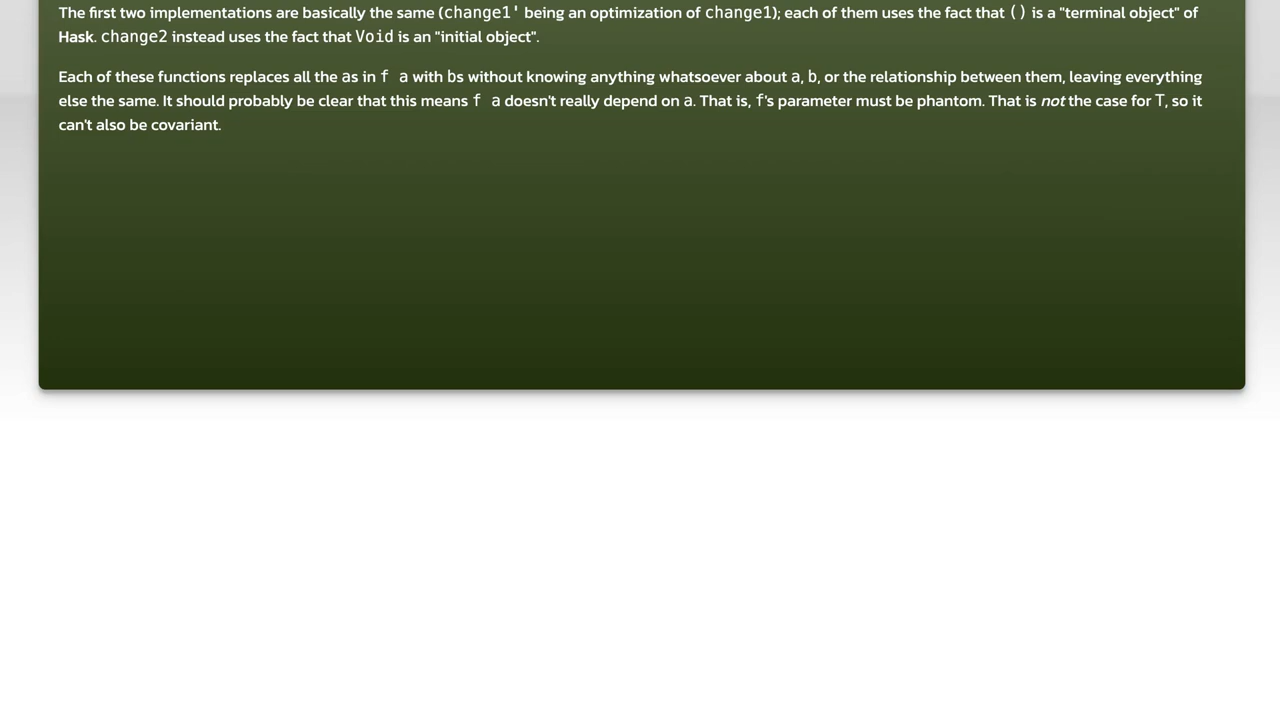 The first two implementations are basically the same (change1' being an optimization of change1); each of them uses the fact that () is a "terminal object" of
Hask. change2 instead uses the fact that Void is an "initial object".
Each of these functions replaces all the as in f a with bs without knowing anything whatsoever about a, b, or the relationship between them, leaving everything
else the same. It should probably be clear that this means f a doesn't really depend on a. That is, f's parameter must be phantom. That is not the case for T, so it
can't also be covariant.